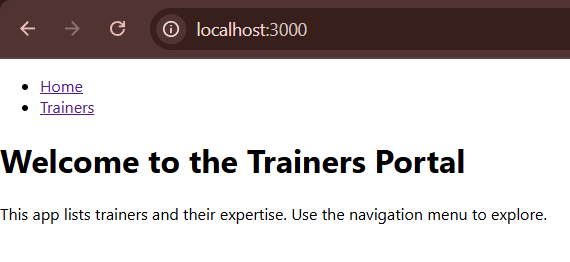 localhost:3000
Home
Trainers
Welcome to the Trainers Portal
This app lists trainers and their expertise. Use the navigation menu to explore.